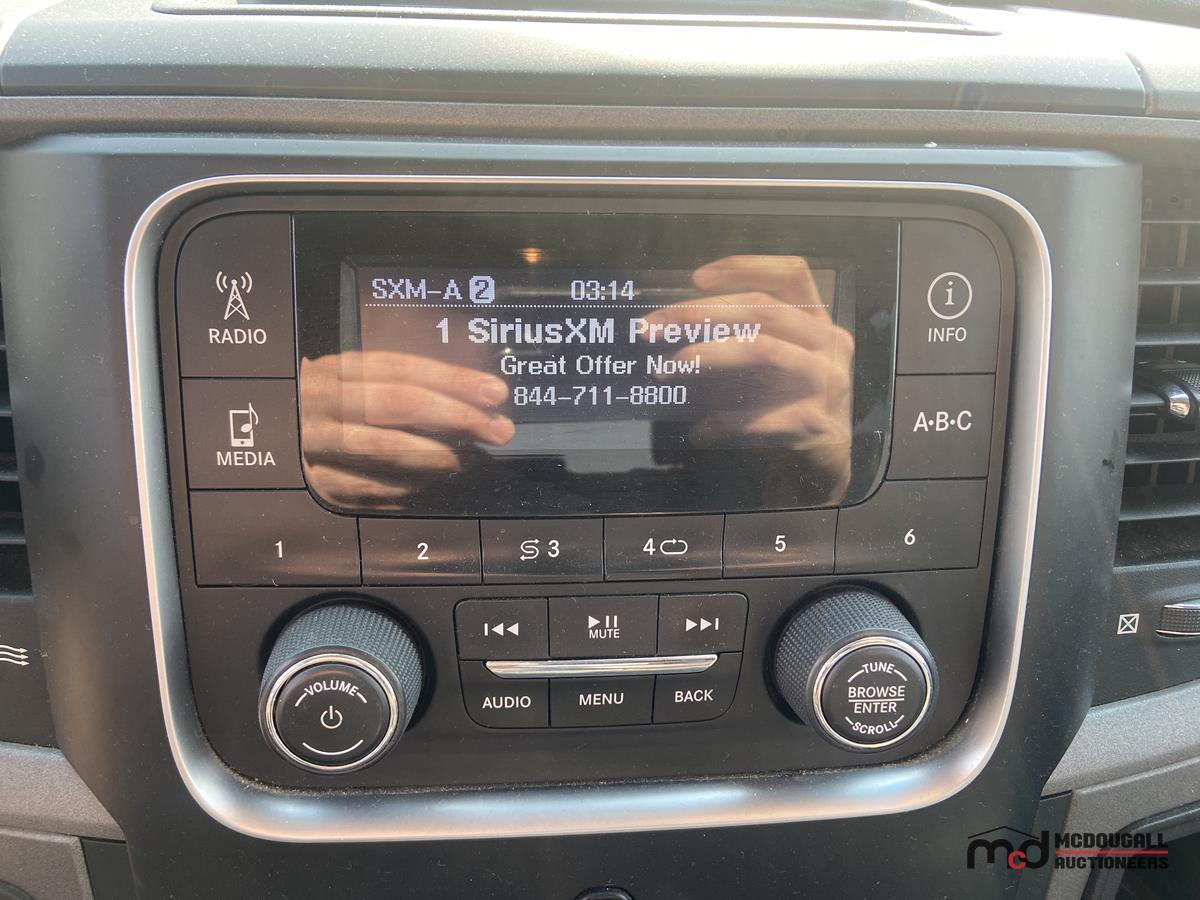 RADIO
MEDIA
SXM-A 2 03:14
1 SiriusXM Preview
Great Offer Now!
844-711-8800
INFO
A·B·C
1 2 3 4 5 6
VOLUME
MUTE
AUDIO MENU BACK
TUNE
BROWSE
ENTER
SCROLL
mcd MCDOUGALL
AUCTIONEERS